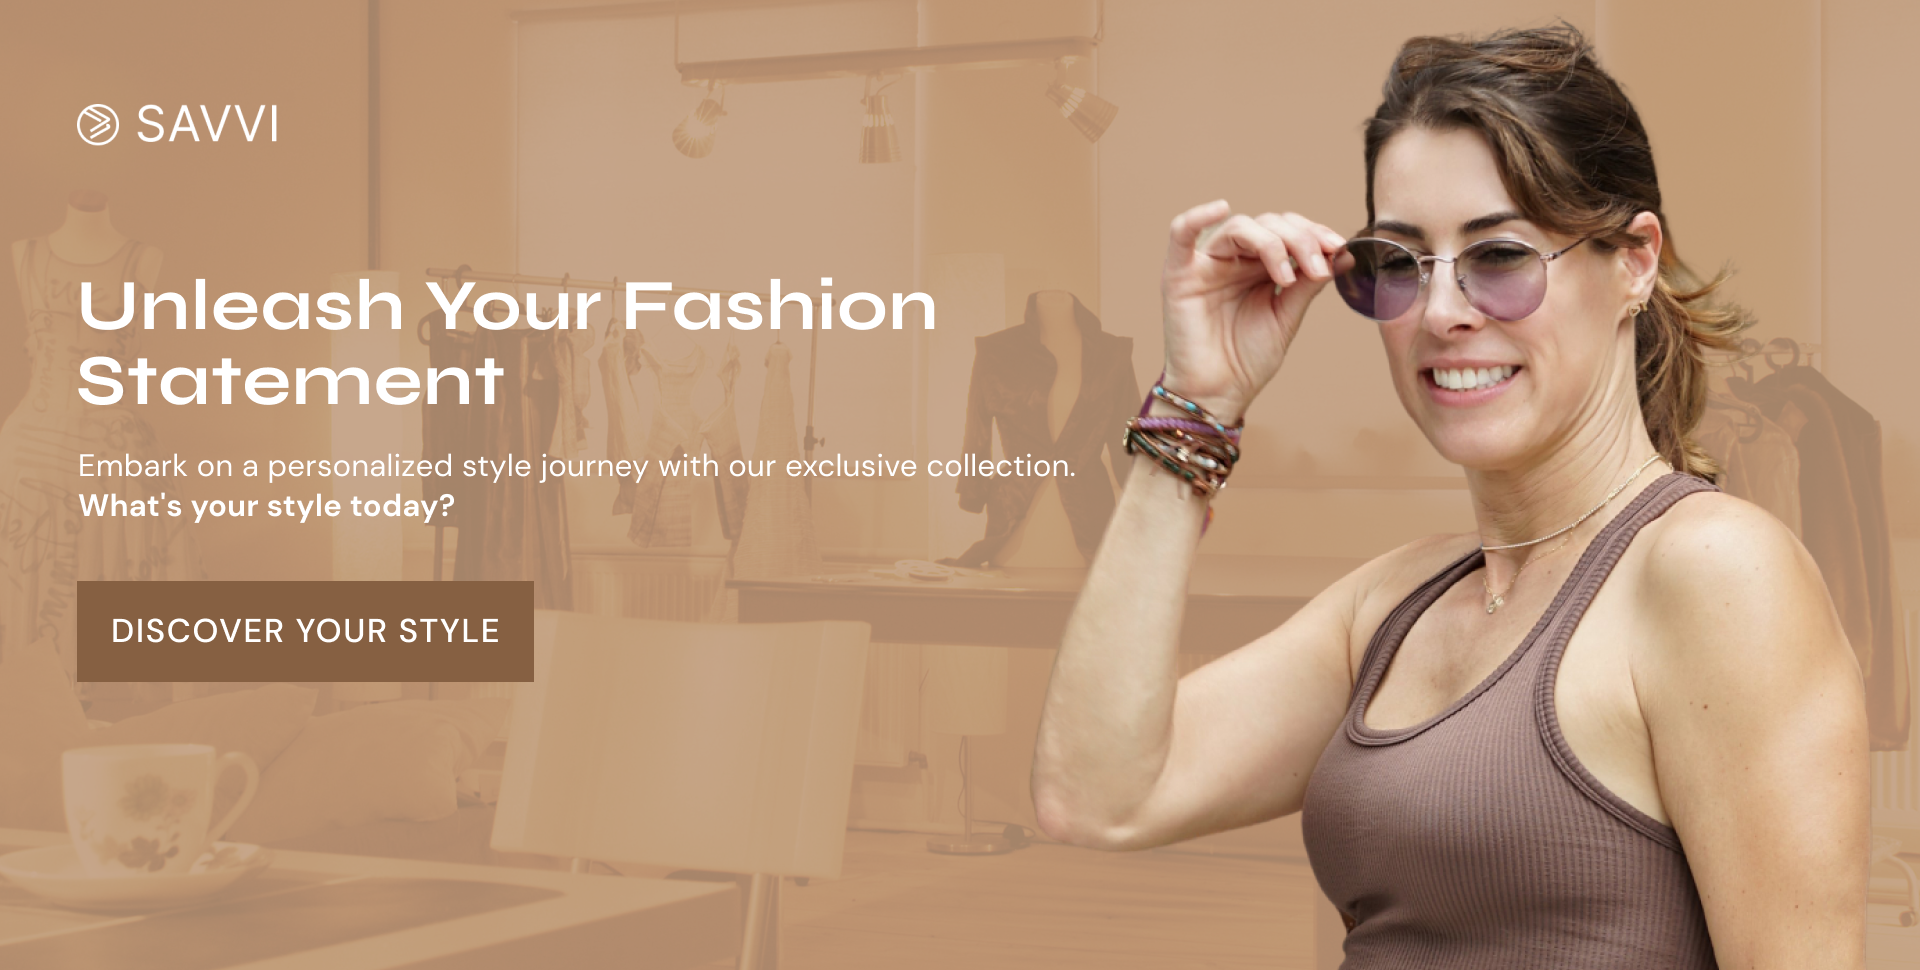 SAVVI
Unleash Your Fashion
Statement
Embark on a personalized style journey with our exclusive collection.
What's your style today?
DISCOVER YOUR STYLE